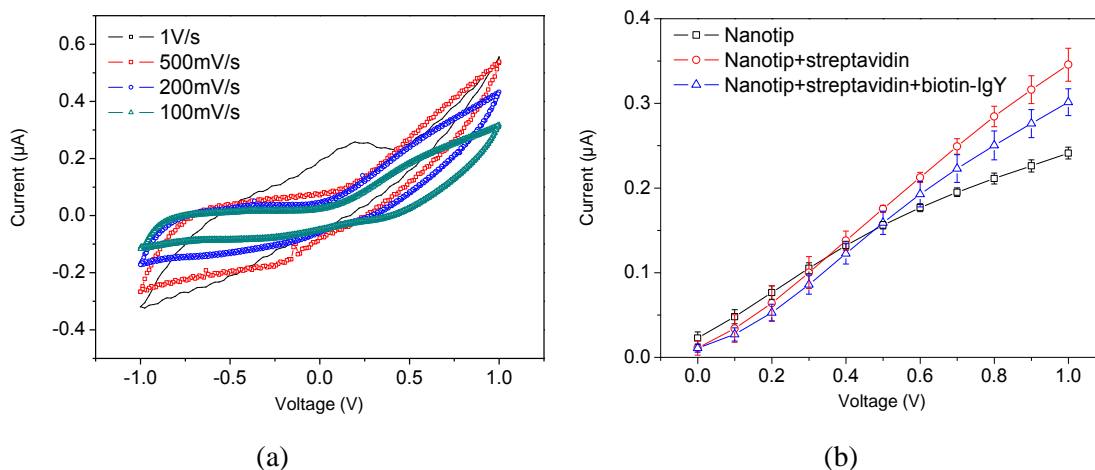 0.6
0.4
0.2
0.0
-0.2
-0.4
Current (µA)
1V/s
500mV/s
200mV/s
100mV/s
-1.0
-0.5
0.0
0.5
1.0
Voltage (V)
(a)
0.4
0.3
0.2
0.1
0.0
Current (µA)
Nanotip
Nanotip+streptavidin
Nanotip+streptavidin+biotin-IgY
0.0
0.2
0.4
0.6
0.8
1.0
Voltage (V)
(b)